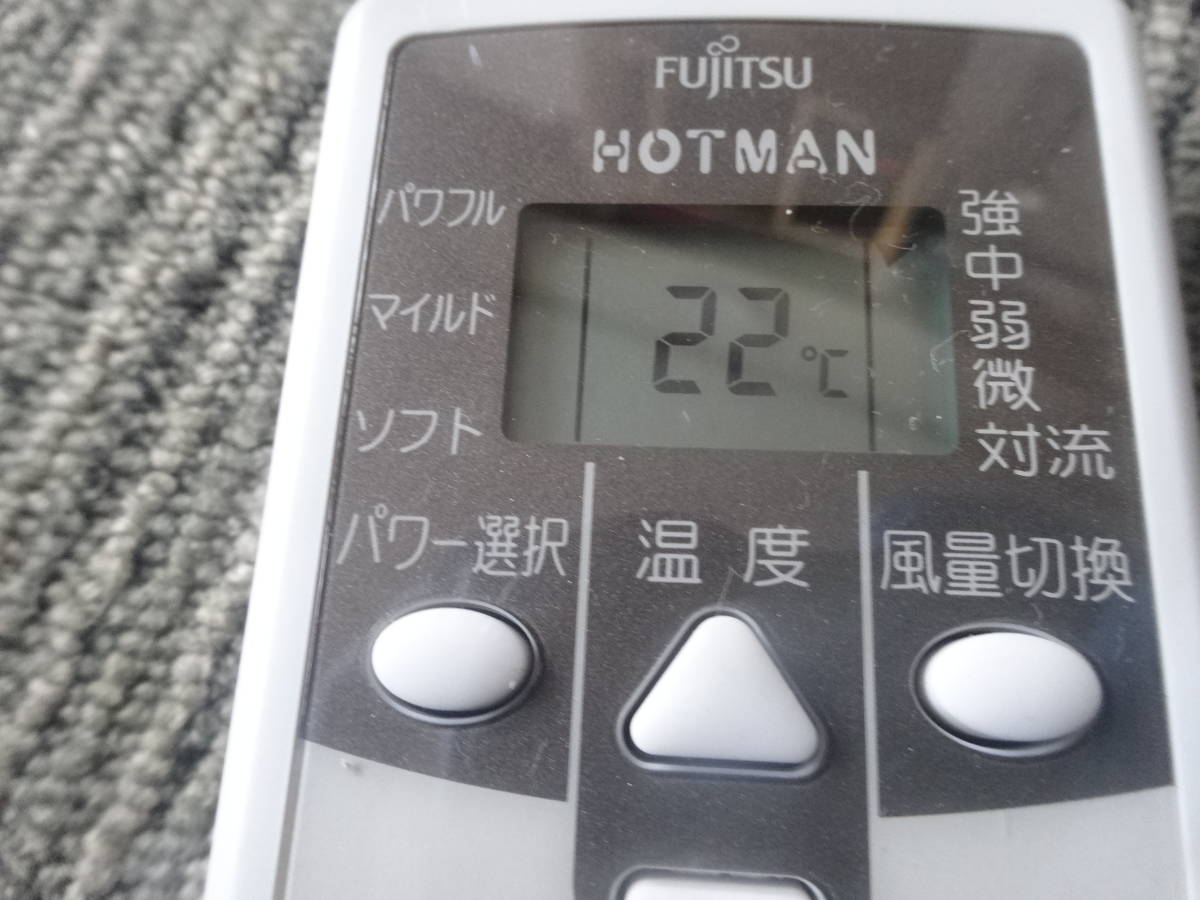 FUJITSU
HOTMAN
パワフル
マイルド
ソフト
22℃
強
中
弱
微
対流
パワー選択
温度
風量切換